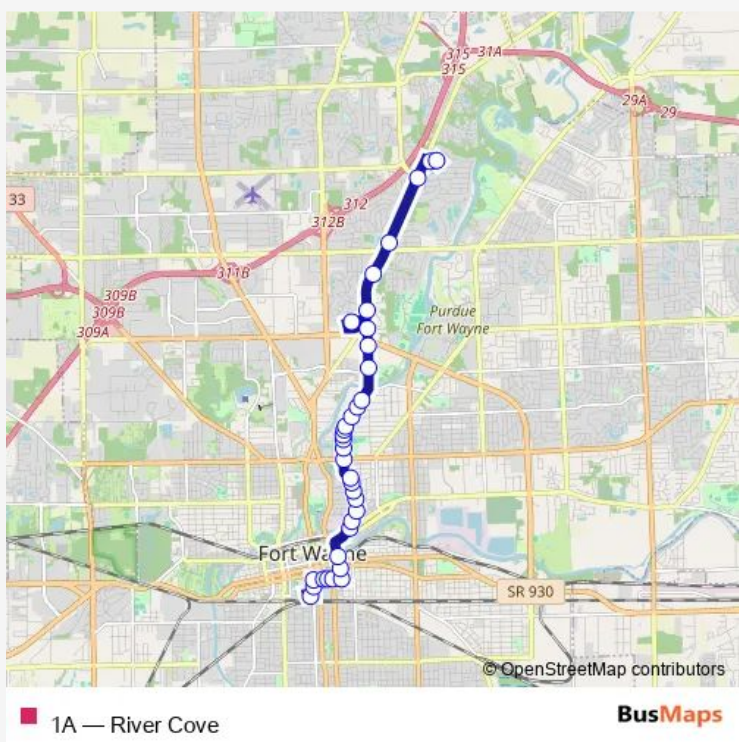 315 31A
315
29A 29
33
312
312B
311B
309B
309B
309A
Purdue
Fort Wayne
Fort Wayne
SR 930
© OpenStreetMap contributors
1A — River Cove
BusMaps